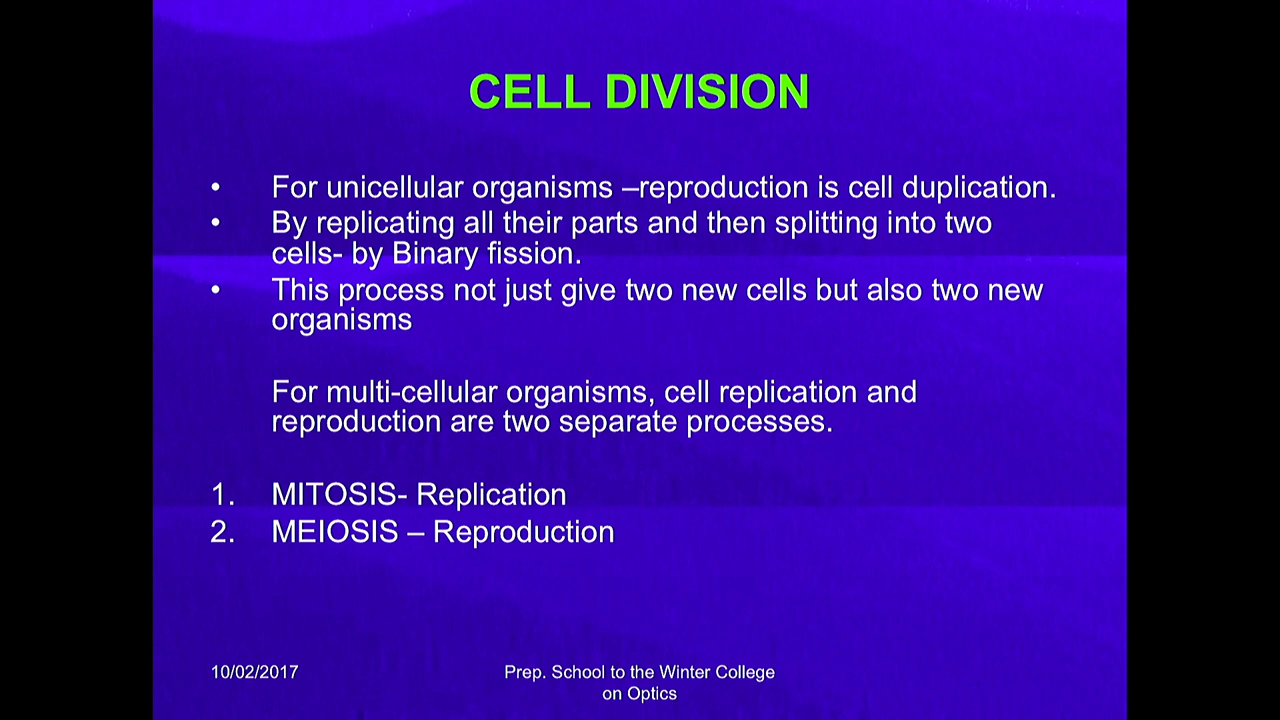 CELL DIVISION
• For unicellular organisms –reproduction is cell duplication.
• By replicating all their parts and then splitting into two
cells- by Binary fission.
• This process not just give two new cells but also two new
organisms
For multi-cellular organisms, cell replication and
reproduction are two separate processes.
1. MITOSIS- Replication
2. MEIOSIS – Reproduction
10/02/2017
Prep. School to the Winter College
on Optics